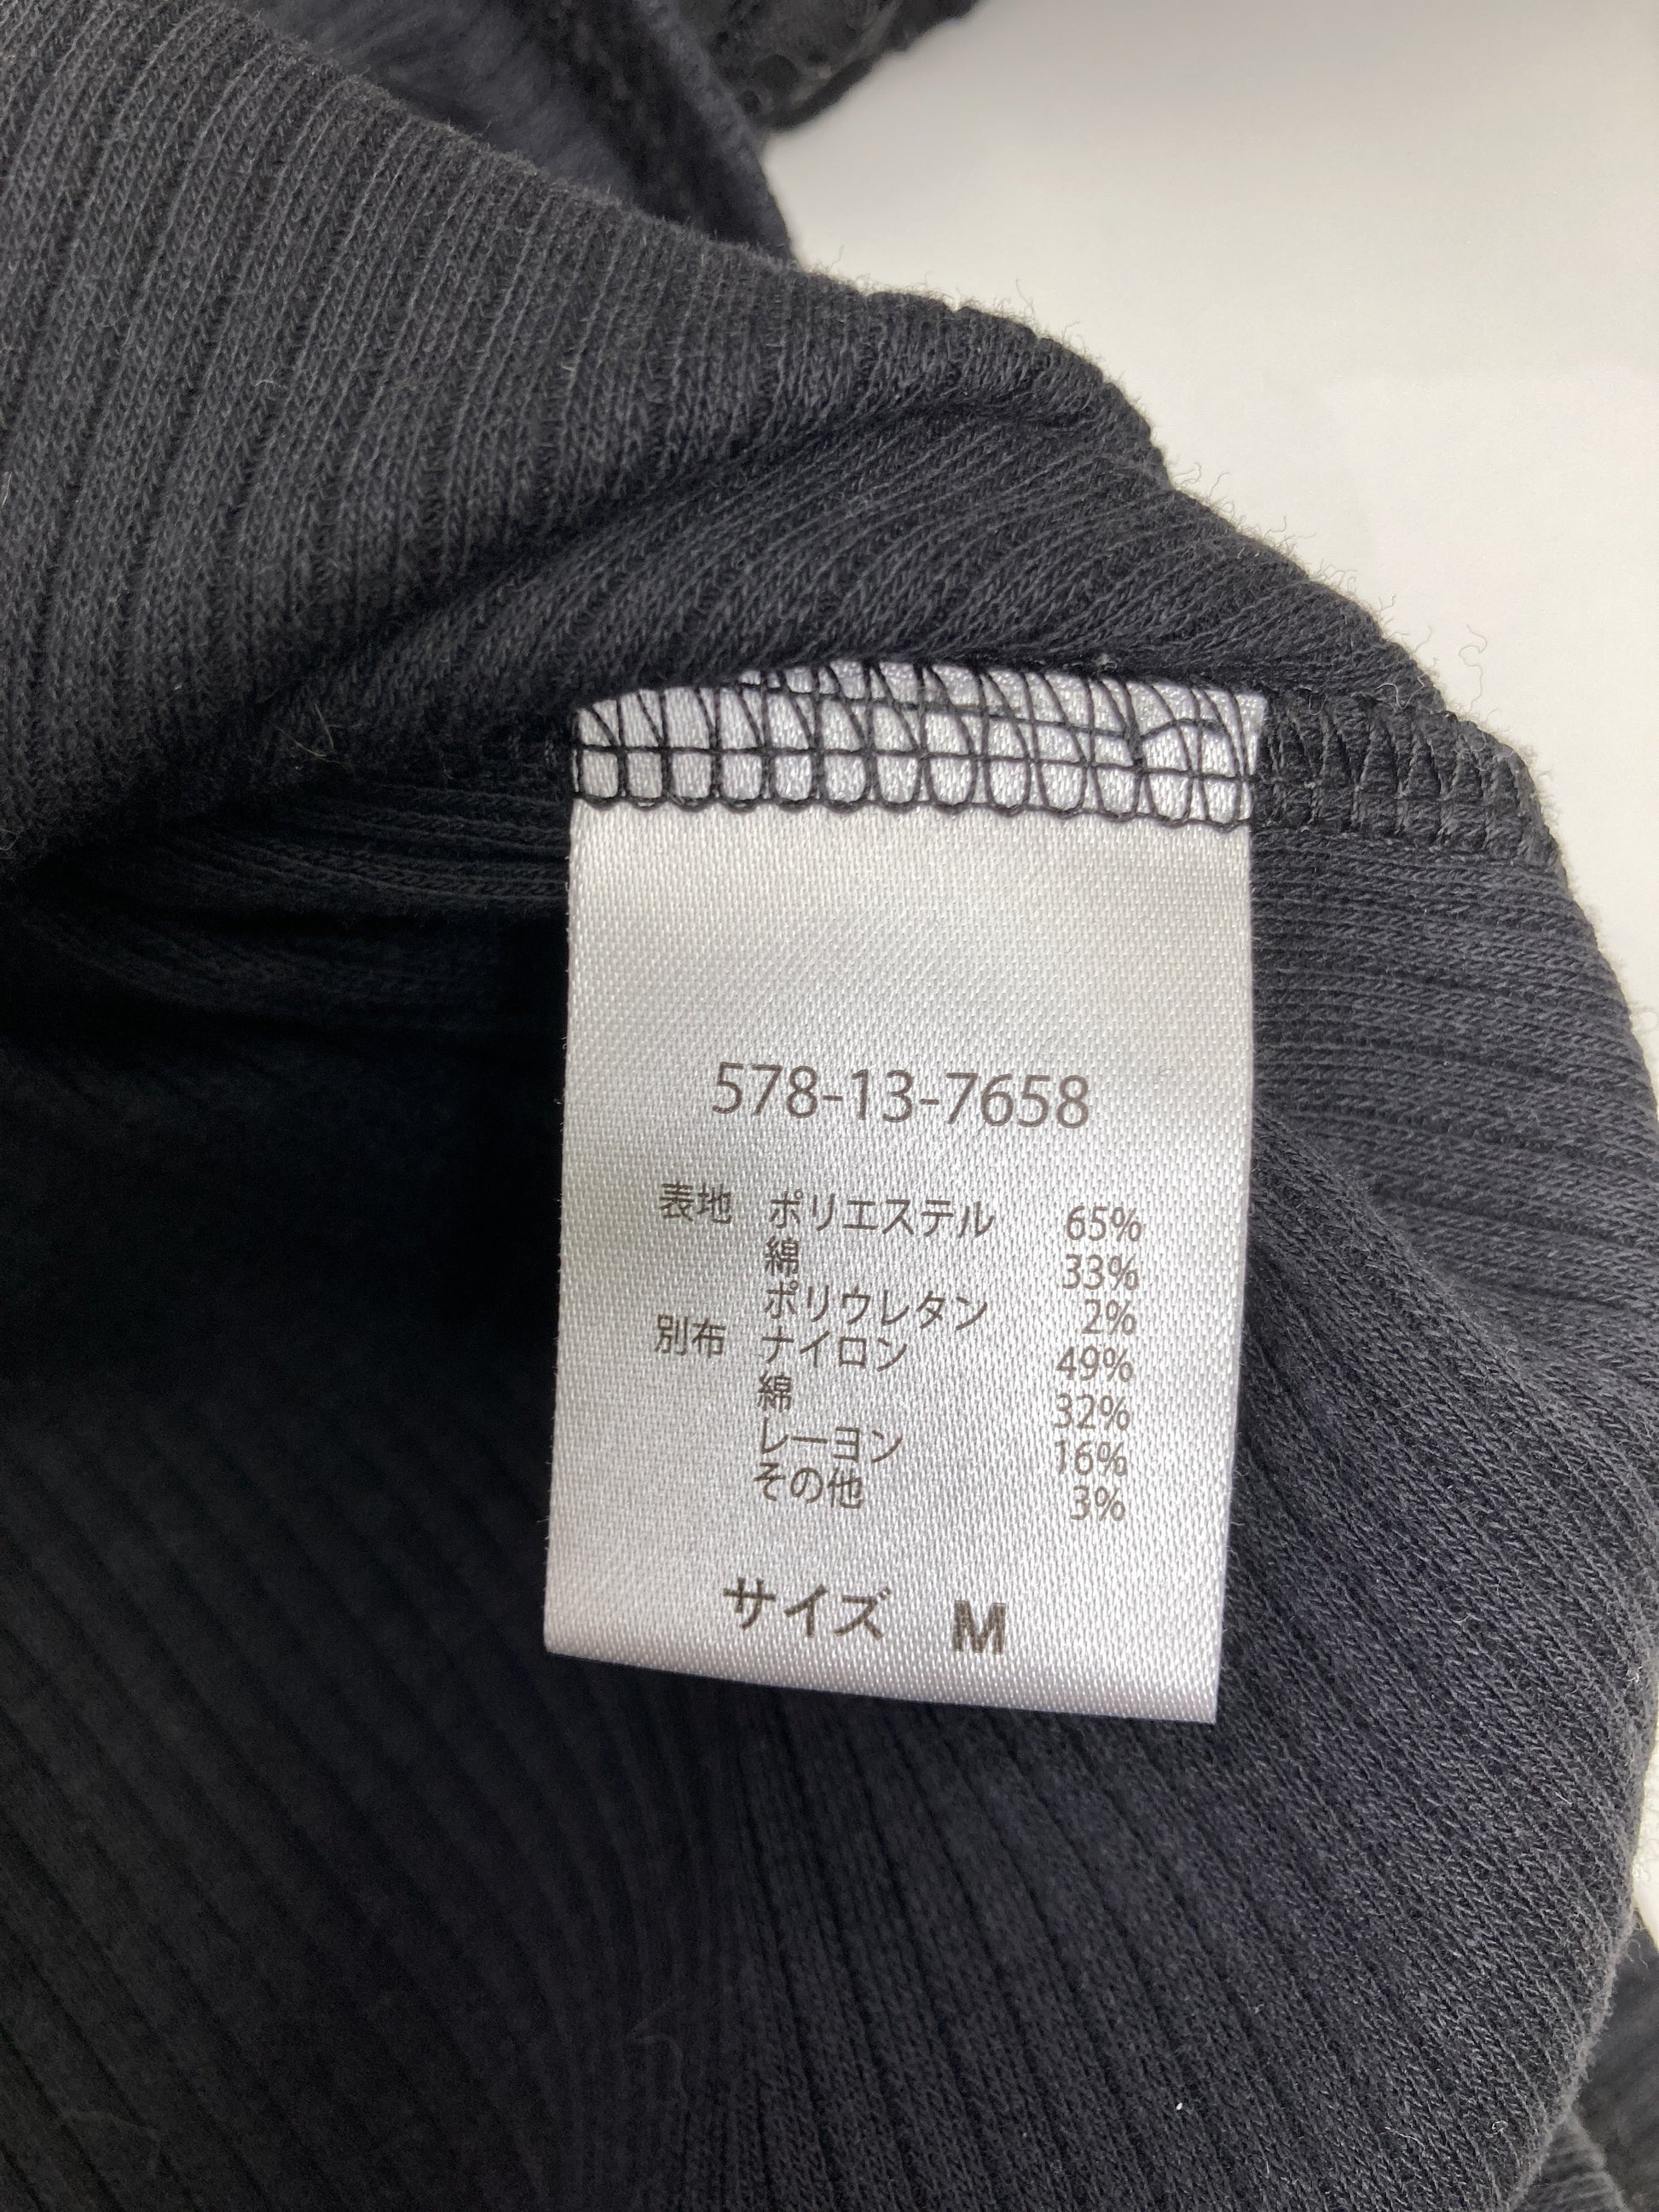 578-13-7658
表地 ポリエステル 65%
綿 33%
ポリウレタン 2%
別布 ナイロン 49%
綿 32%
レーヨン 16%
その他 3%
サイズ M